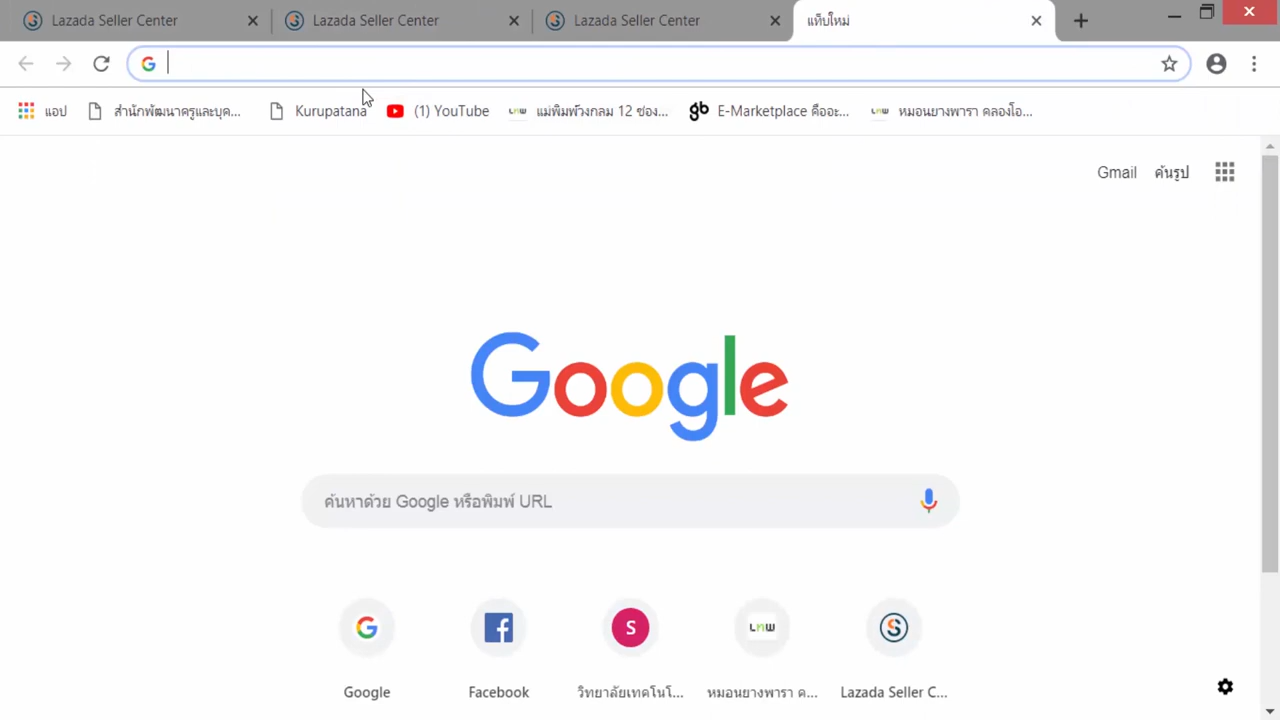 Lazada Seller Center
Lazada Seller Center
Lazada Seller Center
แท็บใหม่
แอป
สำนักพัฒนาครูและบุค...
Kurupatana
(1) YouTube
แม่พิมพ์วงกลม 12 ช่อง...
gb
E-Marketplace คืออะ...
หมอนยางพารา คลองโอ...
Gmail
ค้นรูป
Google
ค้นหาด้วย Google หรือพิมพ์ URL
S
LnW
Google
Facebook
วิทยาลัยเทคโนโ...
หมอนยางพารา ค...
Lazada Seller C...